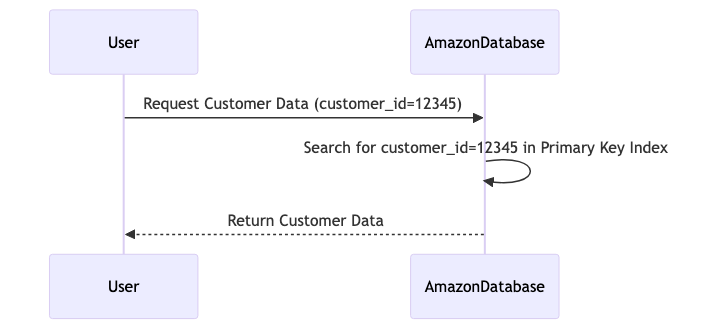 User
AmazonDatabase
Request Customer Data (customer_id=12345)
Search for customer_id=12345 in Primary Key Index
Return Customer Data
User
AmazonDatabase